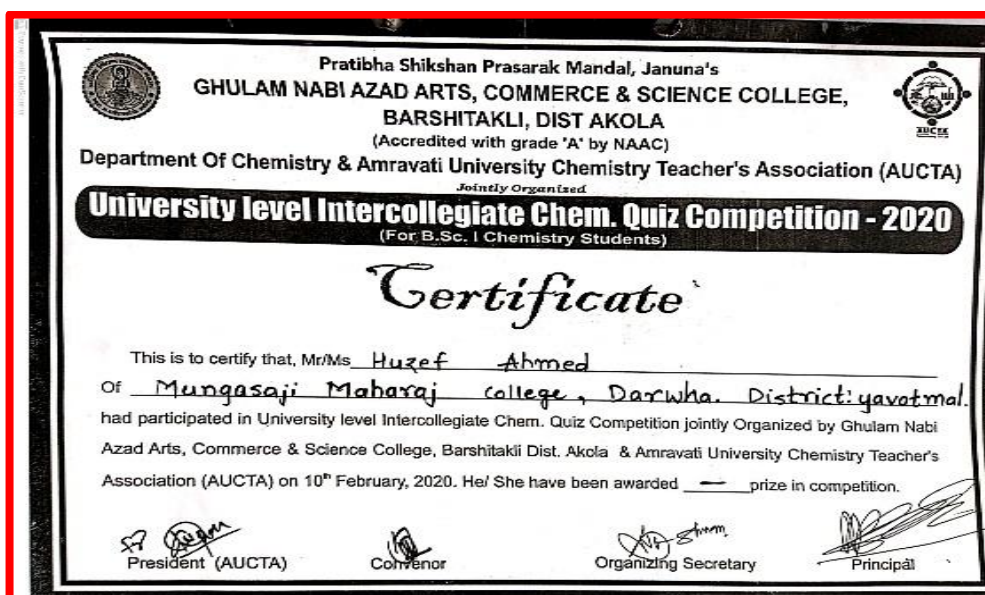 Pratibha Shikshan Prasarak Mandal, Januna's
GHULAM NABI AZAD ARTS, COMMERCE & SCIENCE COLLEGE,
BARSHITAKLI, DIST AKOLA
(Accredited with grade 'A' by NAAC)
AUCTA
Department Of Chemistry & Amravati University Chemistry Teacher's Association (AUCTA)
Jointly Organized
University level Intercollegiate Chem. Quiz Competition - 2020
(For B.Sc. I Chemistry Students)
Certificate
This is to certify that, Mr/Ms Huzef Ahmed
Of Mungasaji Maharaj college, Darwha. District: yavatmal.
had participated in University level Intercollegiate Chem. Quiz Competition jointly Organized by Ghulam Nabi
Azad Arts, Commerce & Science College, Barshitakli Dist. Akola & Amravati University Chemistry Teacher's
Association (AUCTA) on 10th February, 2020. He/ She have been awarded — prize in competition.
President (AUCTA) Convenor Organizing Secretary Principal